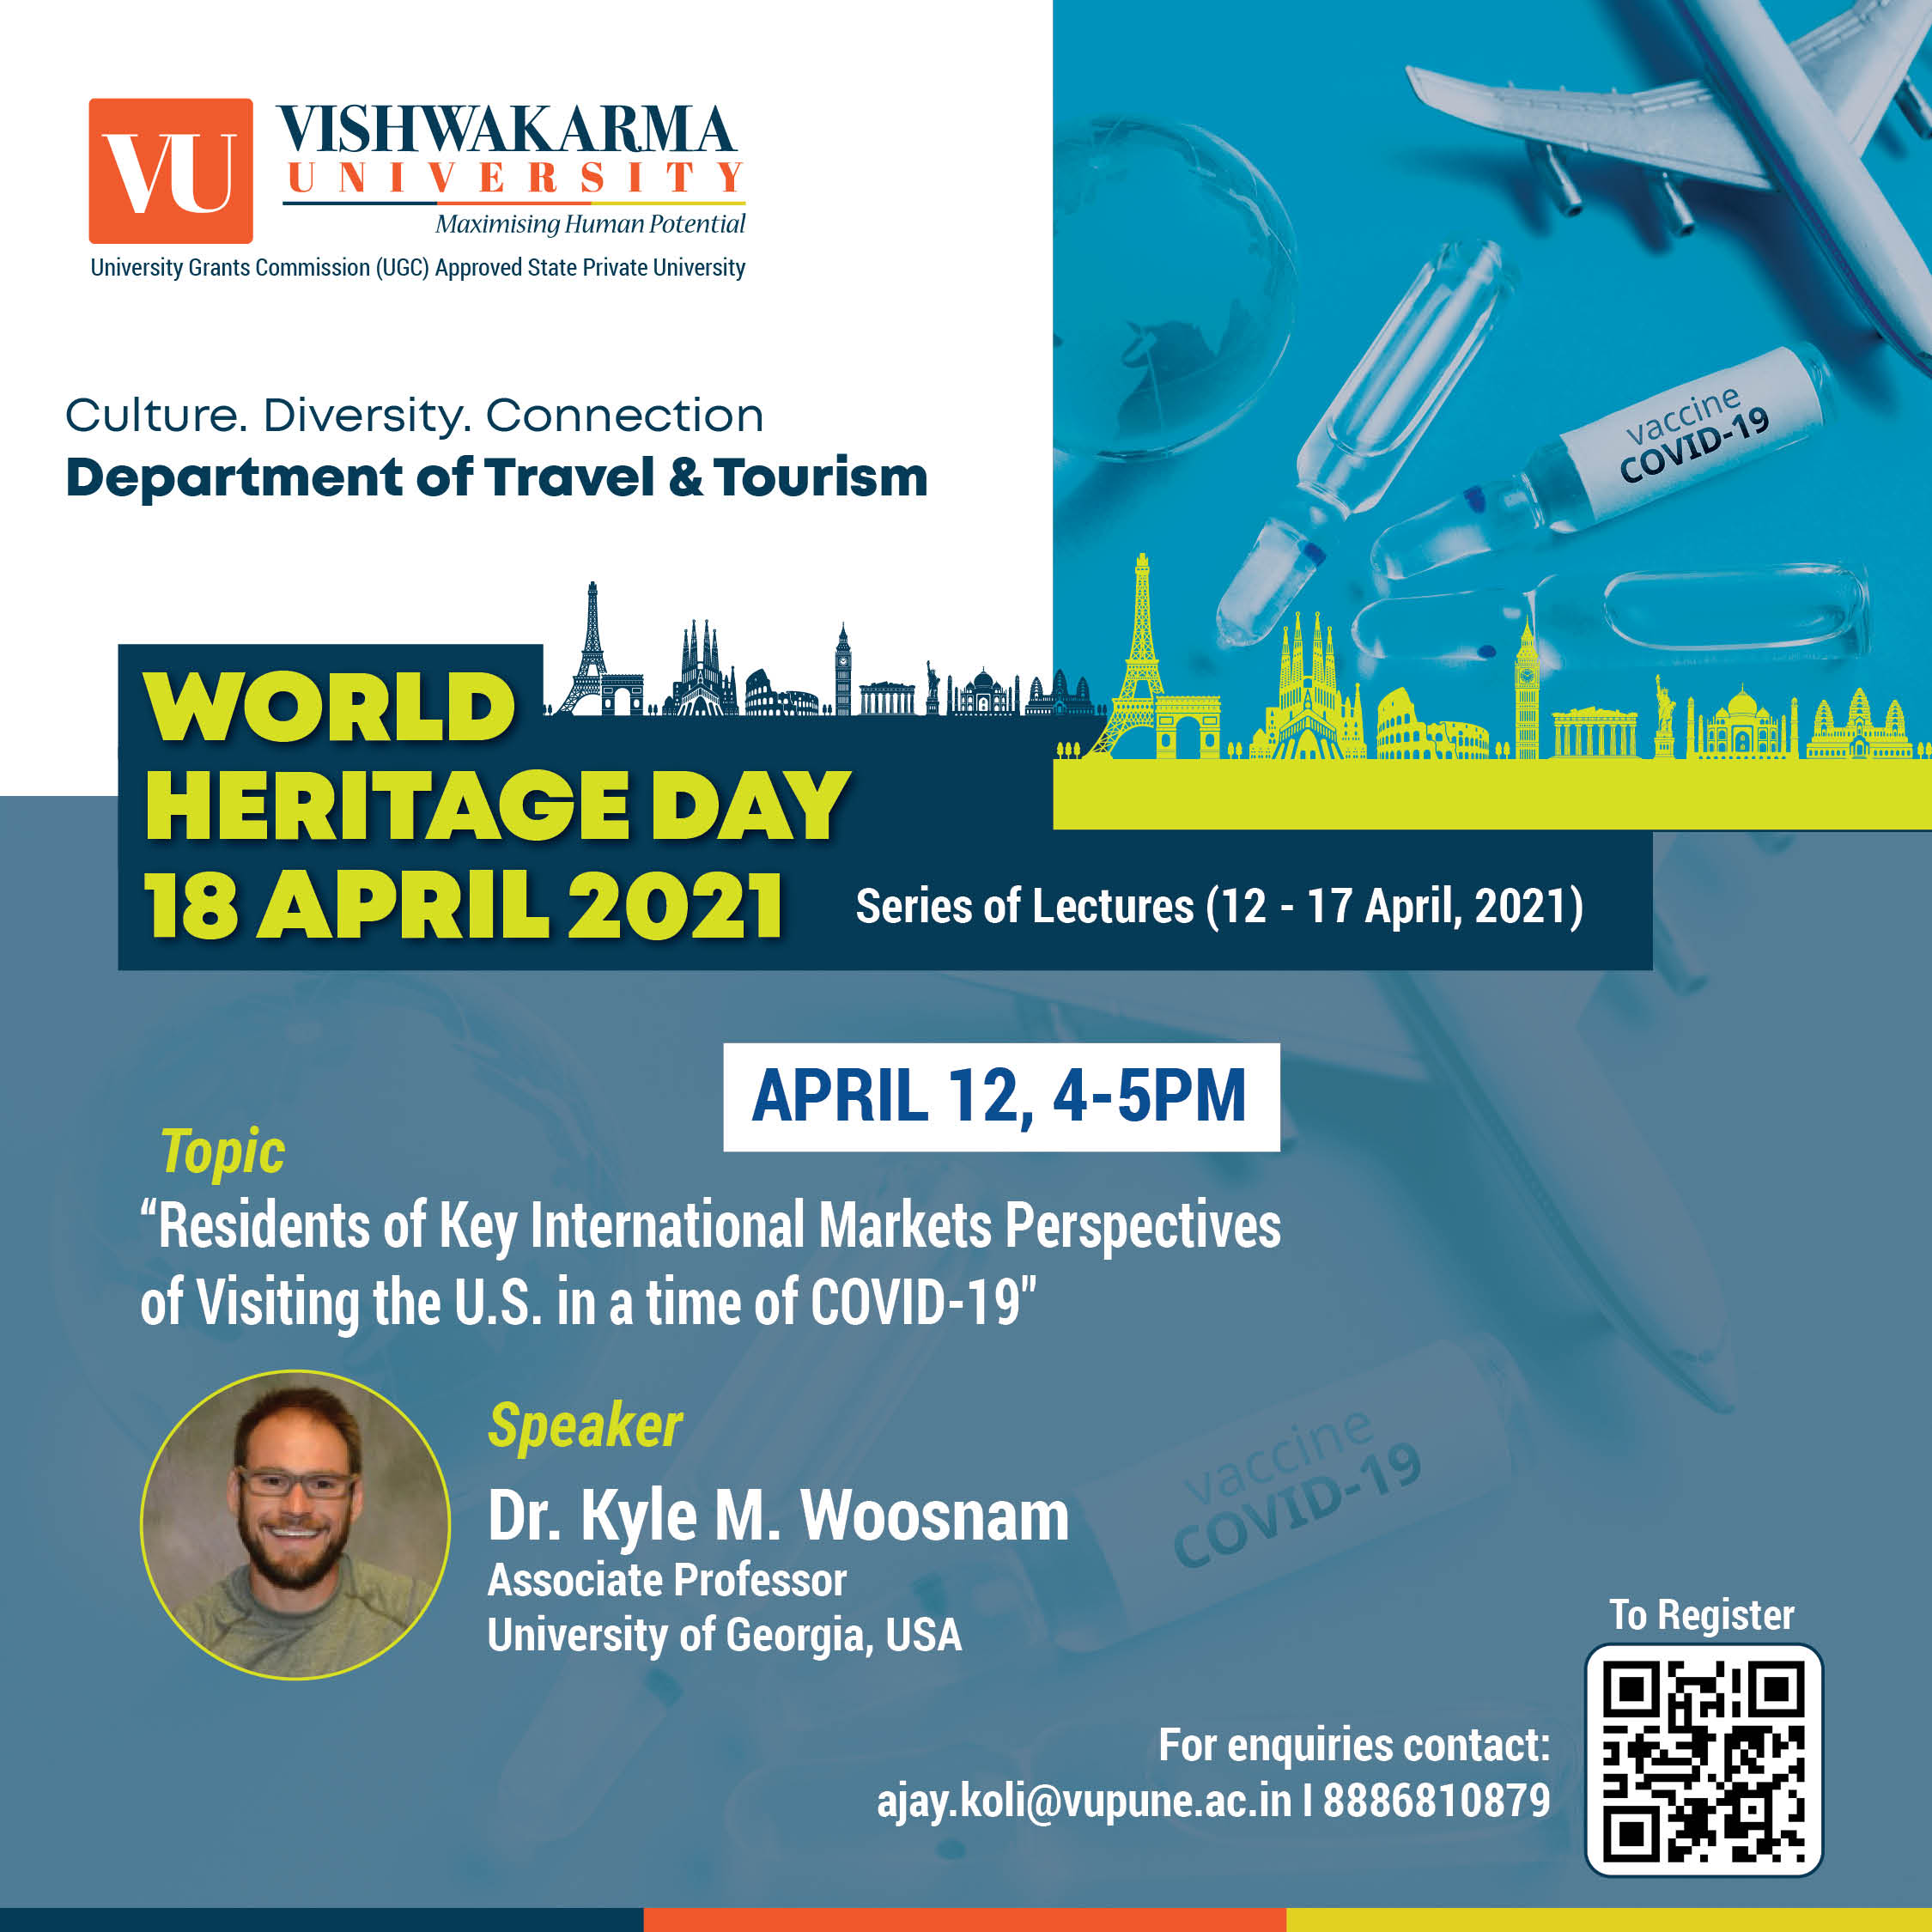 VU
VISHWAKARMA
UNIVERSITY
Maximising Human Potential
University Grants Commission (UGC) Approved State Private University
Culture. Diversity. Connection
Department of Travel & Tourism
vaccine
COVID-19
WORLD
HERITAGE DAY
18 APRIL 2021
Series of Lectures (12 - 17 April, 2021)
APRIL 12, 4-5PM
Topic
“Residents of Key International Markets Perspectives
of Visiting the U.S. in a time of COVID-19”
Speaker
Dr. Kyle M. Woosnam
Associate Professor
University of Georgia, USA
vaccine
COVID-19
To Register
For enquiries contact:
ajay.koli@vupune.ac.in I 8886810879